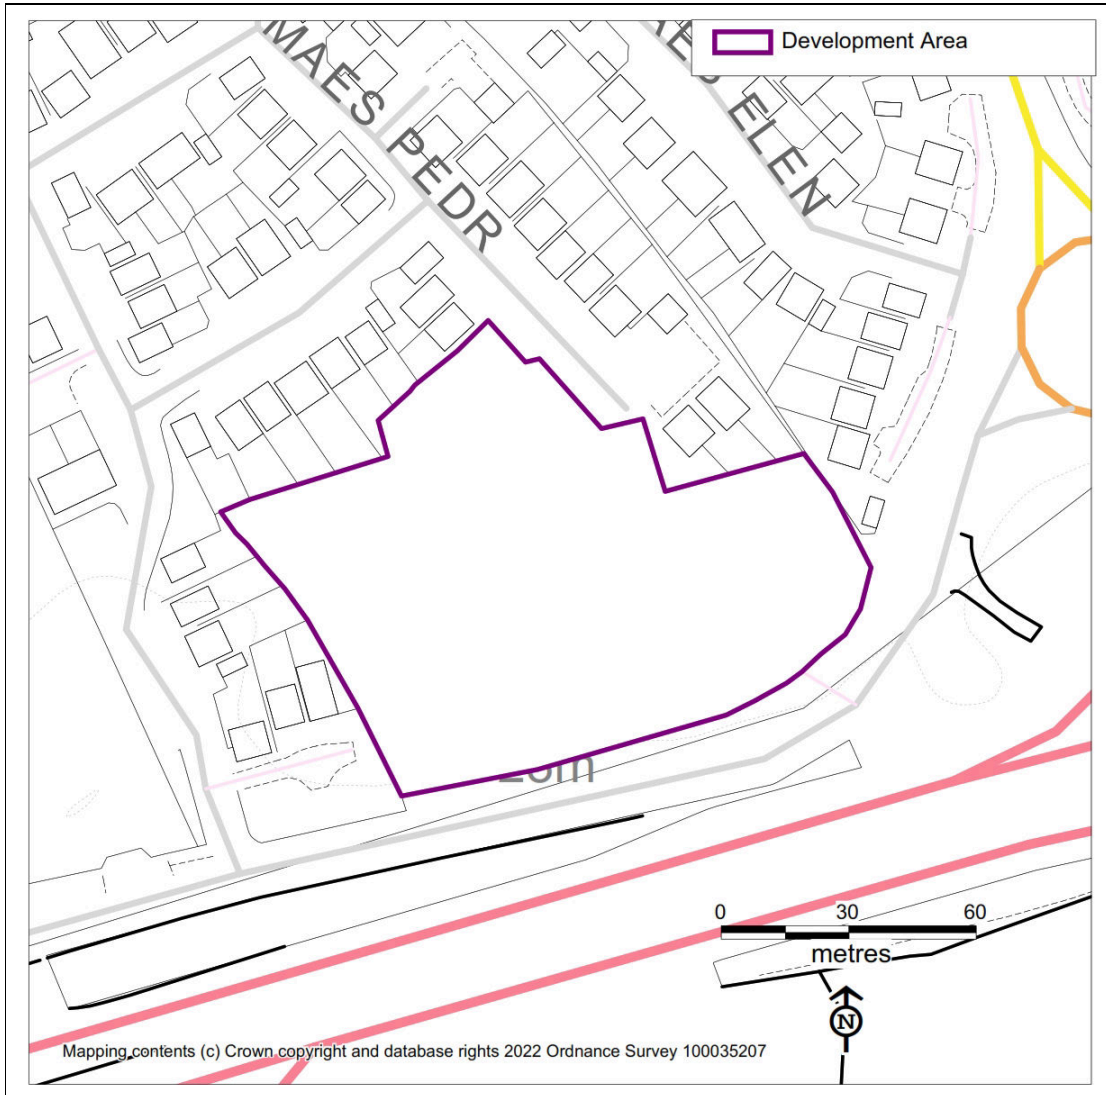 Development Area
MAES PEDR
ELEN
0 30 60
metres
N
Mapping contents (c) Crown copyright and database rights 2022 Ordnance Survey 100035207